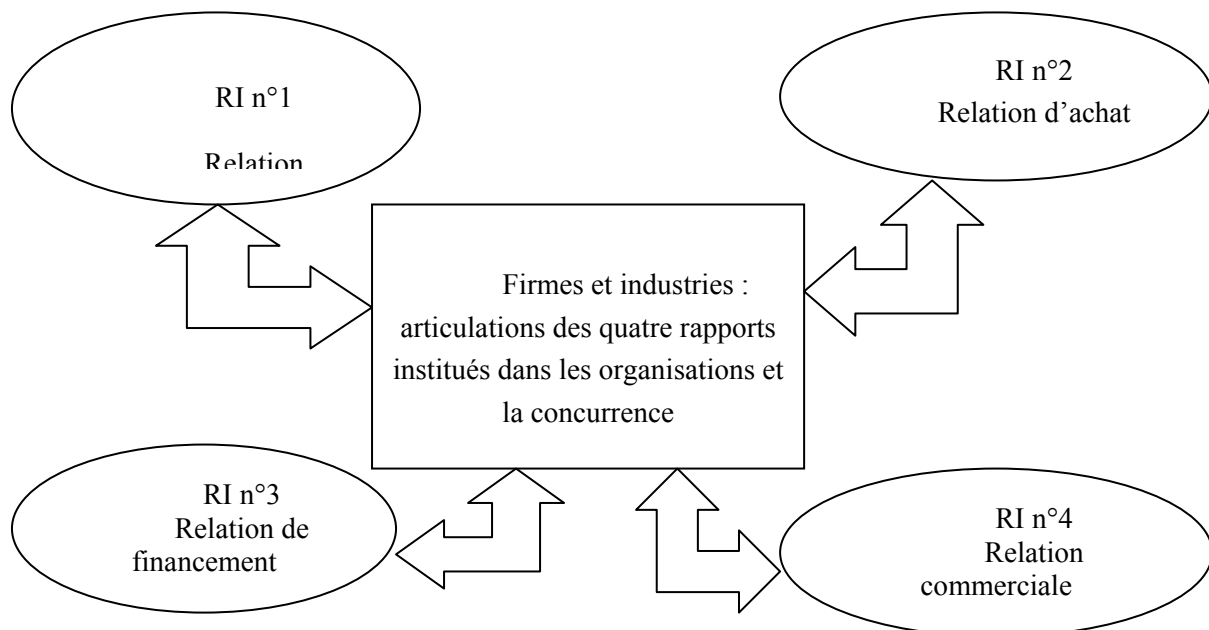 RI n°1
Relation
RI n°2
Relation d’achat
Firmes et industries :
articulations des quatre rapports
institués dans les organisations et
la concurrence
RI n°3
Relation de
financement
RI n°4
Relation
commerciale